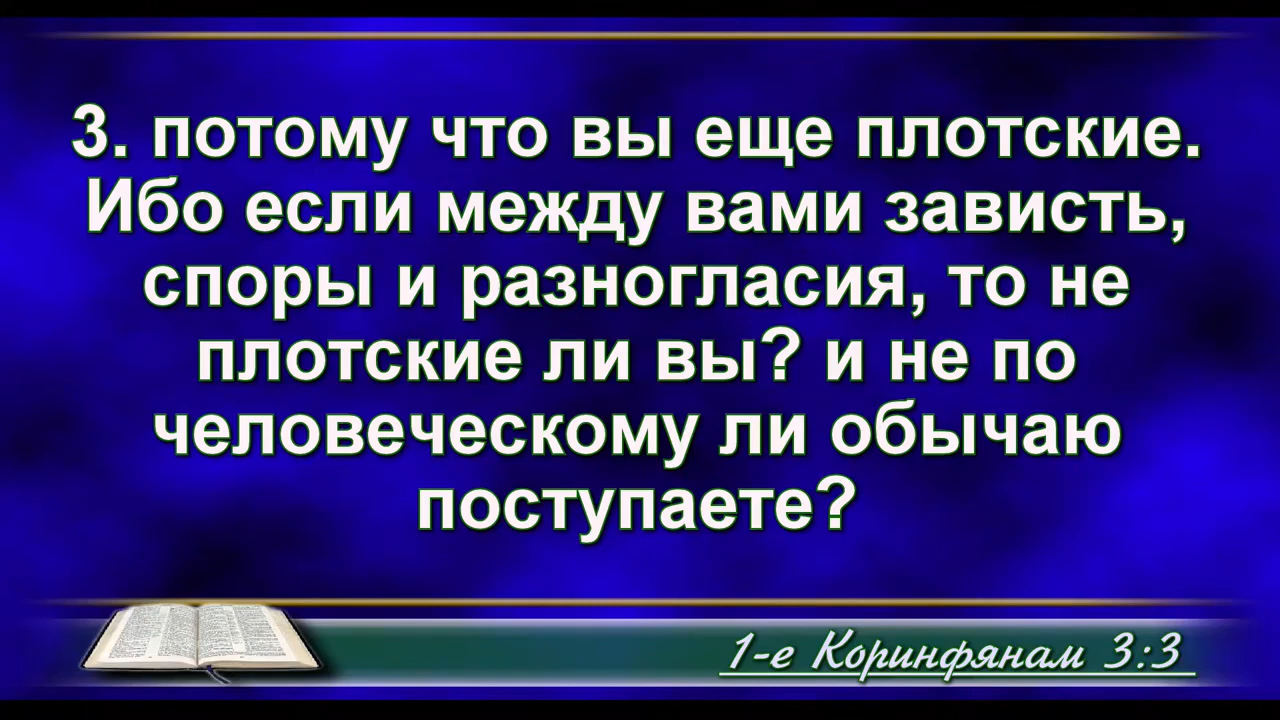 3. потому что вы еще плотские.
Ибо если между вами зависть,
споры и разногласия, то не
плотские ли вы? и не по
человеческому ли обычаю
поступаете?
1-е Коринфянам 3:3